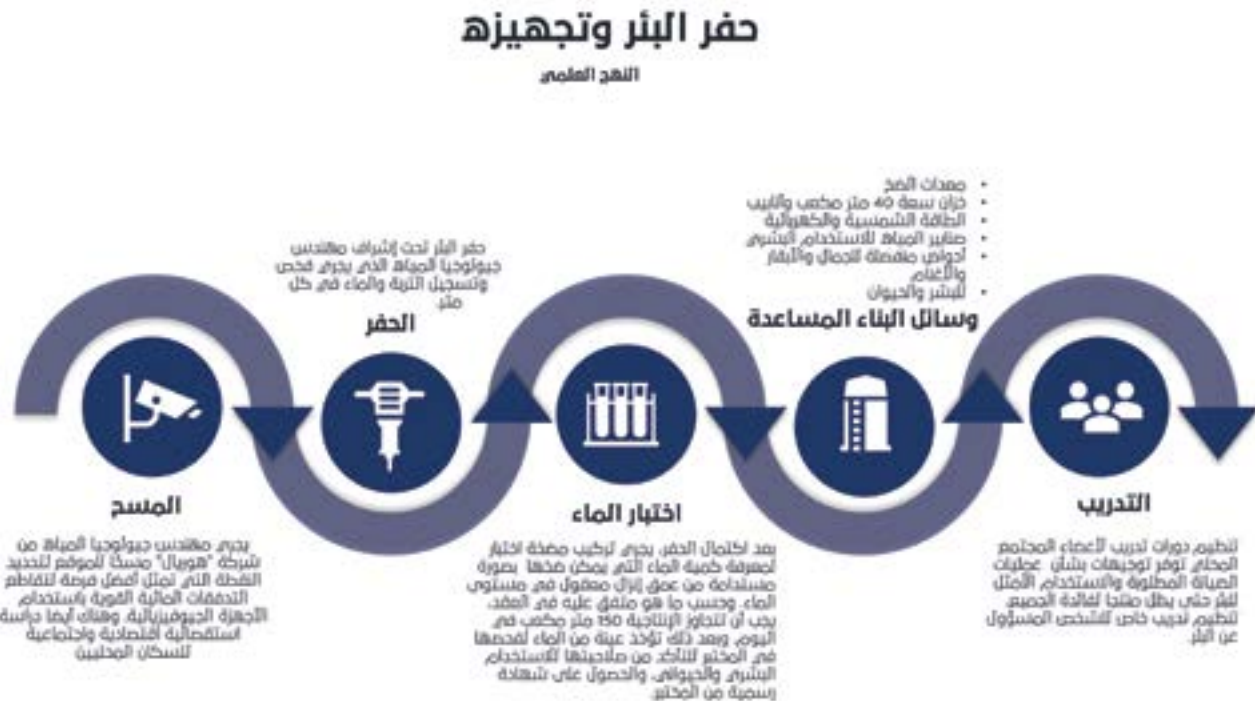 حفر البئر وتجهيزه
النهج العلمي
المسح
يجري مهندس جيولوجيا المياه من
شركة "هوريال" مسحًا للموقع لتحديد
النقطة التي تمثل أفضل فرصة لتقاطع
التدفقات المائية القوية باستخدام
الأجهزة الجيوفيزيائية. وهناك أيضا دراسة
استقصائية اقتصادية واجتماعية
للسكان المحليين
حفر البئر تحت إشراف مهندس
جيولوجيا المياه الذي يجري فحص
وتسجيل التربة والماء في كل
متر.
الحفر
اختبار الماء
بعد اكتمال الحفر، يجري تركيب مضخة اختبار
لمعرفة كمية الماء التي يمكن ضخها بصورة
مستدامة من عمق إنزال معقول في مستوى
الماء. وحسب ما هو متفق عليه في العقد،
يجب أن تتجاوز الإنتاجية 150 متر مكعب في
اليوم. وبعد ذلك تؤخذ عينة من الماء لفحصها
في المختبر للتأكد من صلاحيتها للاستخدام
البشري والحيواني، والحصول على شهادة
رسمية من المختبر.
• معدات الضخ
• خزان سعة 40 متر مكعب وأنابيب
• الطاقة الشمسية والكهربائية
• صنابير المياه للاستخدام البشري
• أحواض منفصلة للجمال والأبقار
والأغنام
• للبشر والحيوان
وسائل البناء المساعدة
التدريب
تنظيم دورات تدريب لأعضاء المجتمع
المحلي توفر توجيهات بشأن عمليات
الصيانة المطلوبة والاستخدام الأمثل
للبئر حتى يظل منتجا لفائدة الجميع.
تنظيم تدريب خاص للشخص المسؤول
عن البئر.